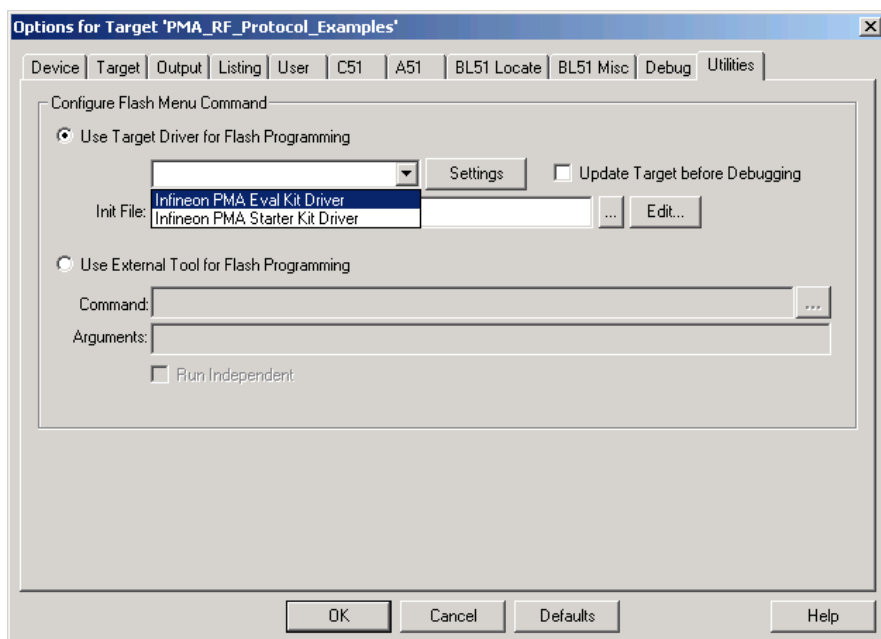 Options for Target 'PMA_RF_Protocol_Examples'
Device Target Output Listing User C51 A51 BL51 Locate BL51 Misc Debug Utilities
Configure Flash Menu Command
Use Target Driver for Flash Programming
Settings Update Target before Debugging
Infineon PMA Eval Kit Driver
Infineon PMA Starter Kit Driver
Init File: ... Edit...
Use External Tool for Flash Programming
Command: ...
Arguments:
Run Independent
OK Cancel Defaults Help